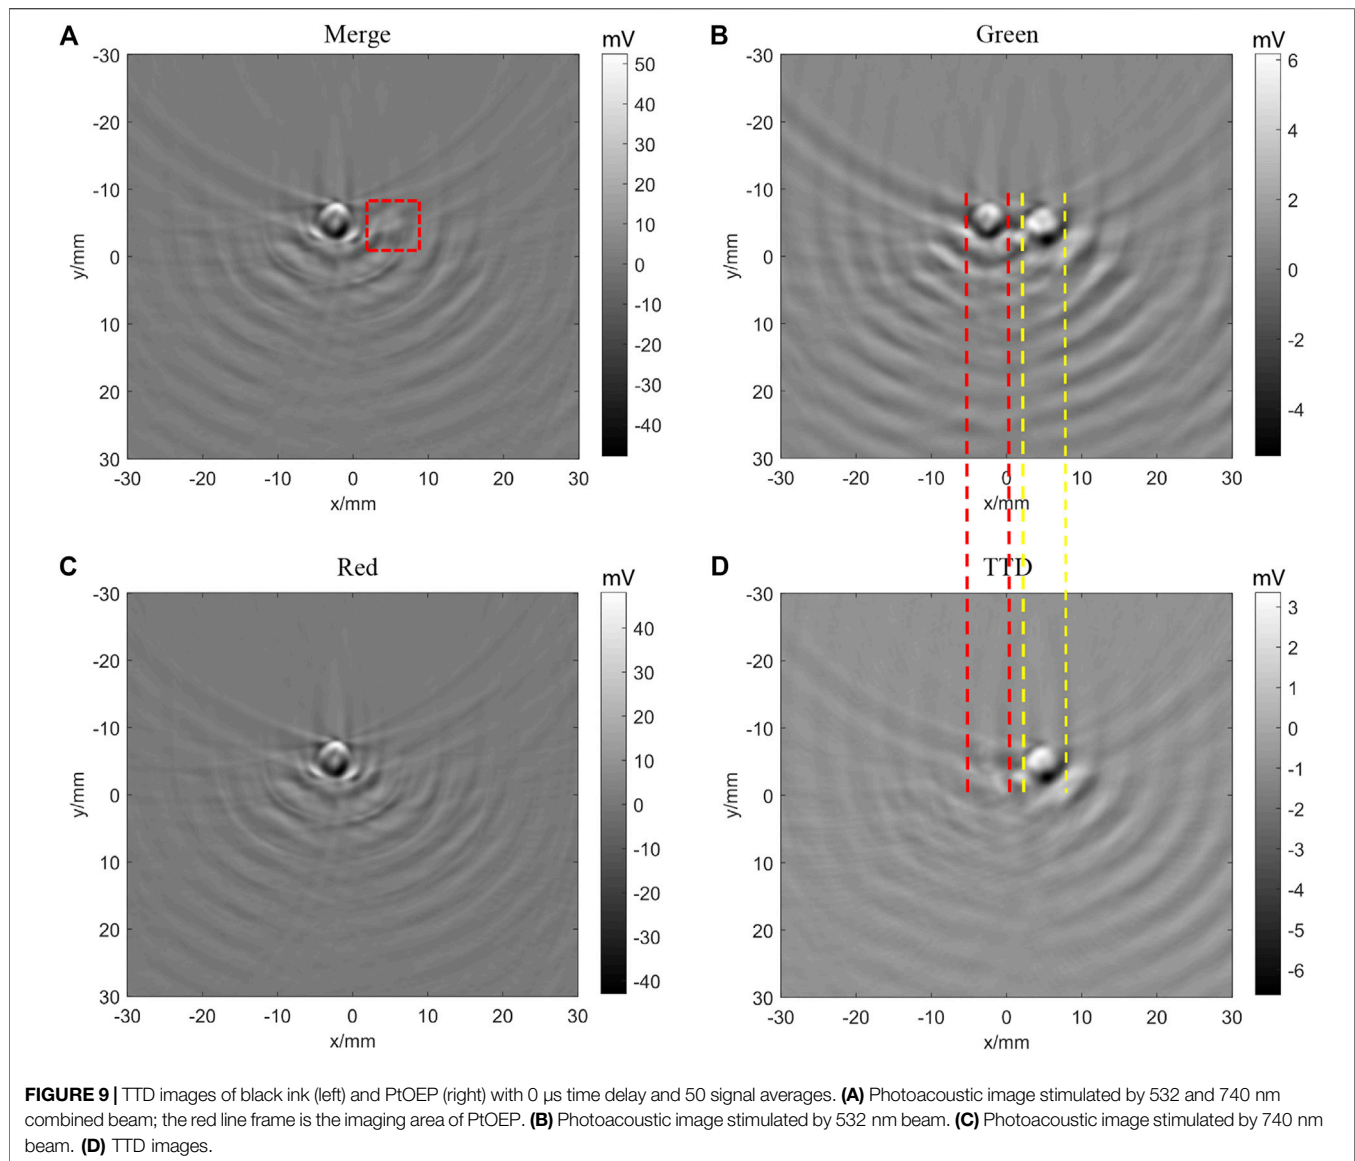 A
Merge
mV
-30
-20
-10
0
10
20
30
y/mm
-30 -20 -10 0 10 20 30
x/mm
50
40
30
20
10
0
-10
-20
-30
-40
B
Green
mV
-30
-20
-10
0
10
20
30
y/mm
-30 -20 -10 0 10 20 30
x/mm
6
4
2
0
-2
-4
C
Red
mV
-30
-20
-10
0
10
20
30
y/mm
-30 -20 -10 0 10 20 30
x/mm
40
30
20
10
0
-10
-20
-30
-40
D
TTD
mV
-30
-20
-10
0
10
20
30
y/mm
-30 -20 -10 0 10 20 30
x/mm
3
2
1
0
-1
-2
-3
-4
-5
-6
FIGURE 9 | TTD images of black ink (left) and PtOEP (right) with 0 μs time delay and 50 signal averages. (A) Photoacoustic image stimulated by 532 and 740 nm
combined beam; the red line frame is the imaging area of PtOEP. (B) Photoacoustic image stimulated by 532 nm beam. (C) Photoacoustic image stimulated by 740 nm
beam. (D) TTD images.